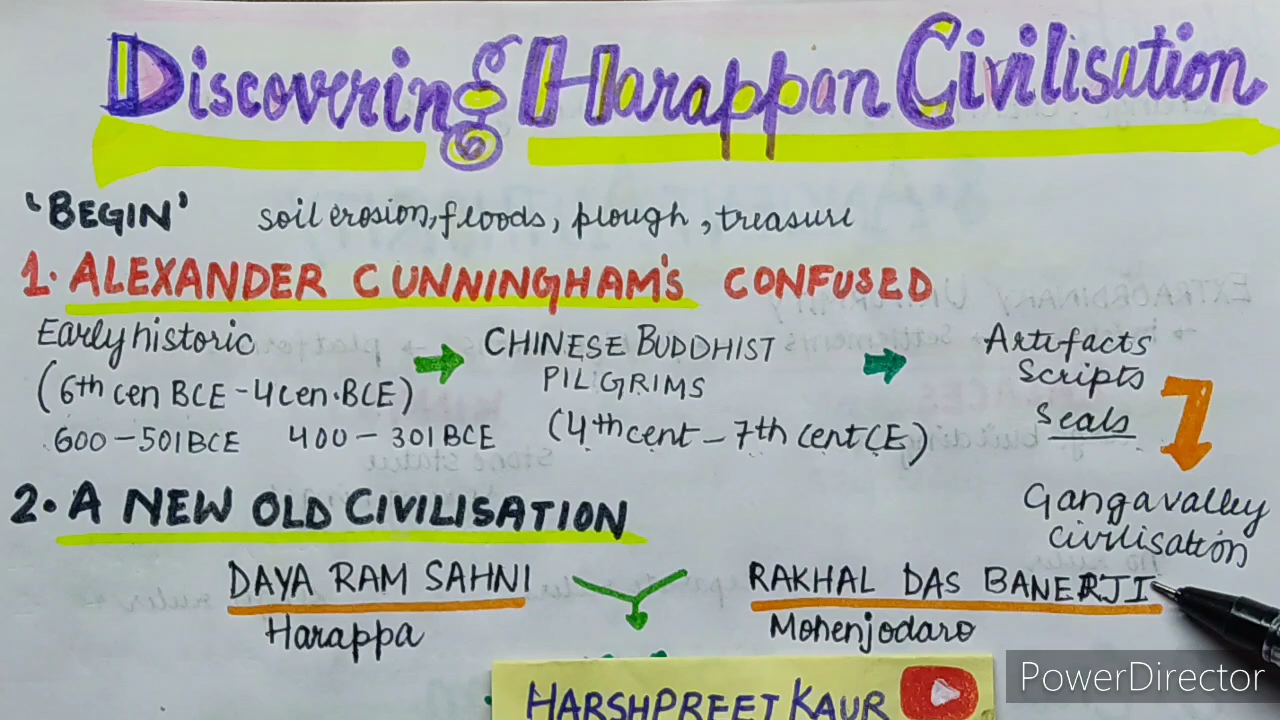 Discovering Harappan Civilisation
'BEGIN' soil erosion, floods, plough, treasure
1. ALEXANDER CUNNINGHAM'S CONFUSED
Early historic
(6th cen BCE - 4 cen. BCE)
600 - 501 BCE 400 - 301 BCE
CHINESE BUDDHIST
PILGRIMS
(4th cent - 7th cent CE)
Artifacts
Scripts
Seals
Ganga valley
civilisation
2. A NEW OLD CIVILISATION
DAYA RAM SAHNI
Harappa
RAKHAL DAS BANERJI
Mohenjodaro
HARSHPREET KAUR
PowerDirector